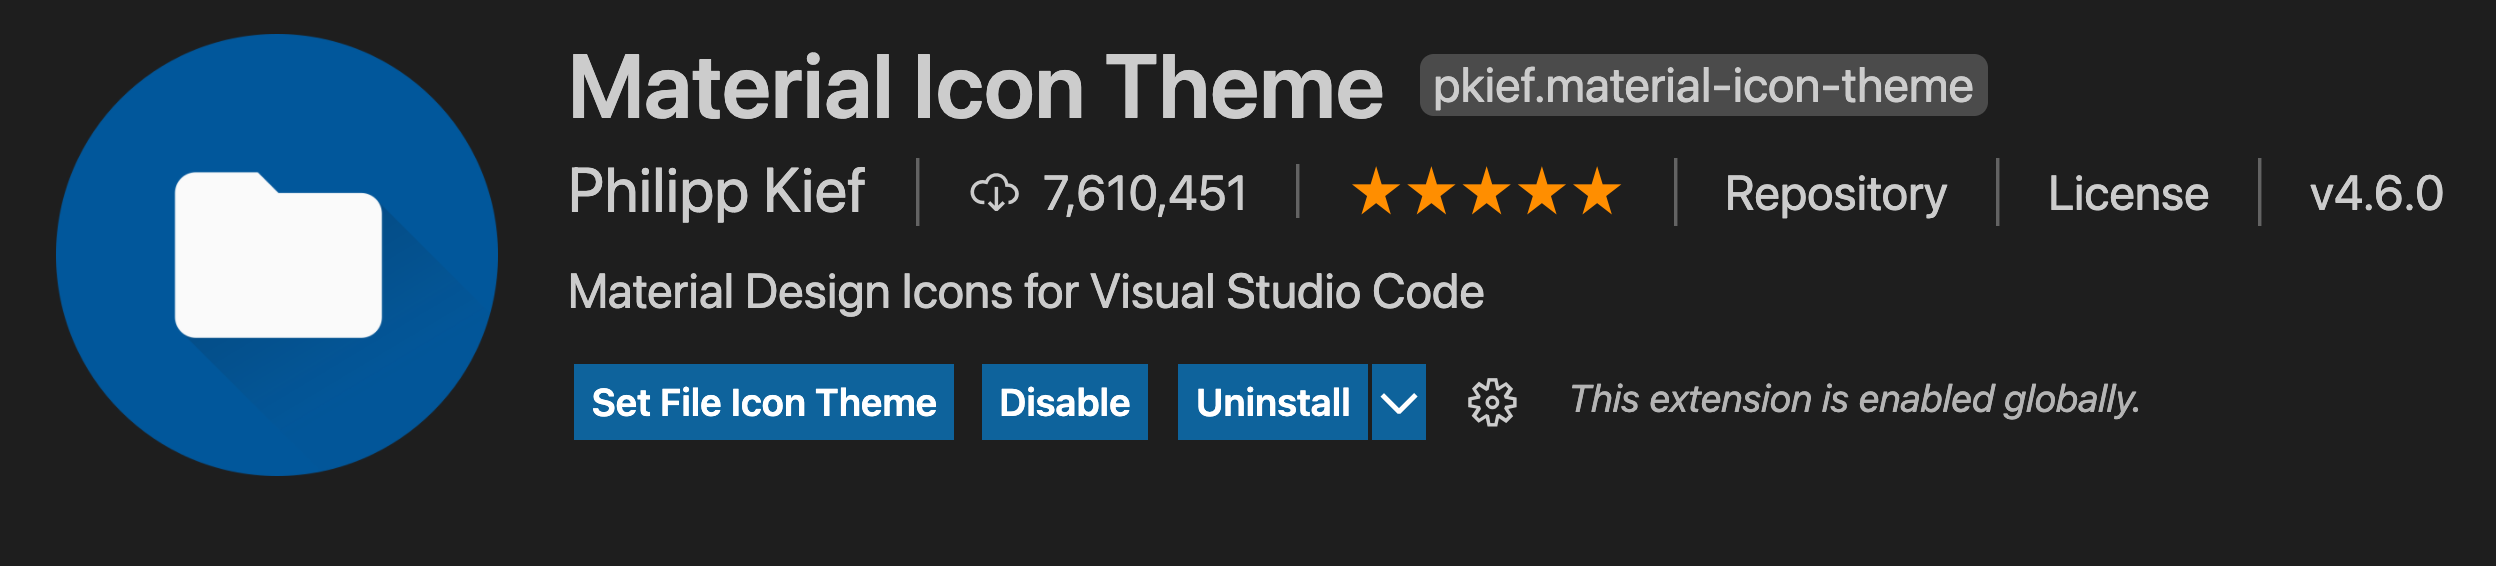 Material Icon Theme pkief.material-icon-theme
Philipp Kief 7,610,451 Repository License v4.6.0
Material Design Icons for Visual Studio Code
Set File Icon Theme Disable Uninstall This extension is enabled globally.